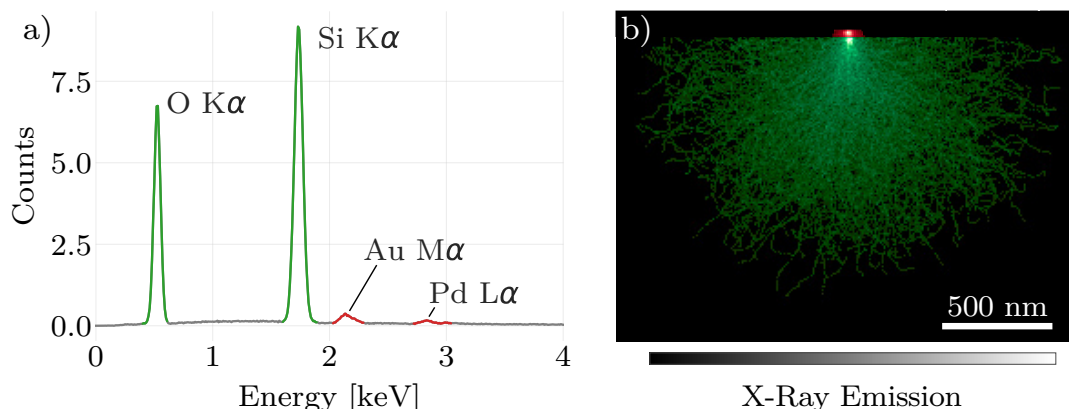 a)
Si Kα
O Kα
7.5
5.0
2.5
0.0
Counts
Au Mα
Pd Lα
0 1 2 3 4
Energy [keV]
b)
500 nm
X-Ray Emission